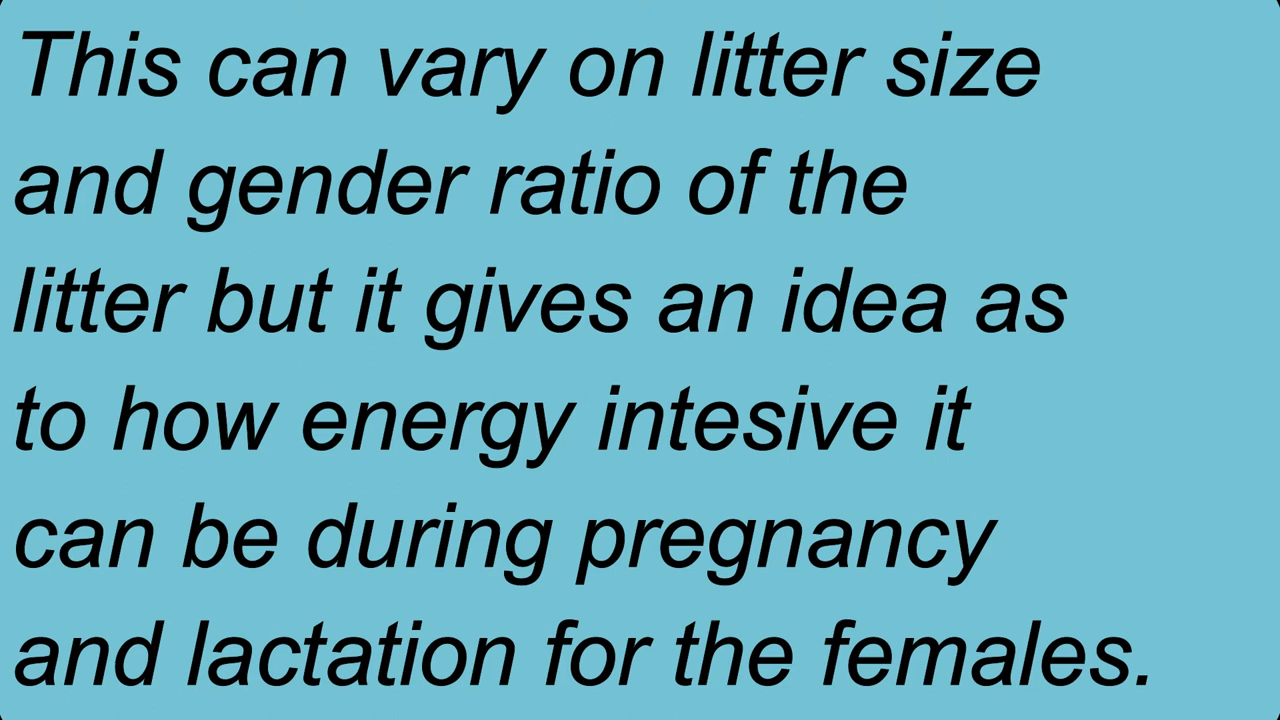 This can vary on litter size
and gender ratio of the
litter but it gives an idea as
to how energy intesive it
can be during pregnancy
and lactation for the females.